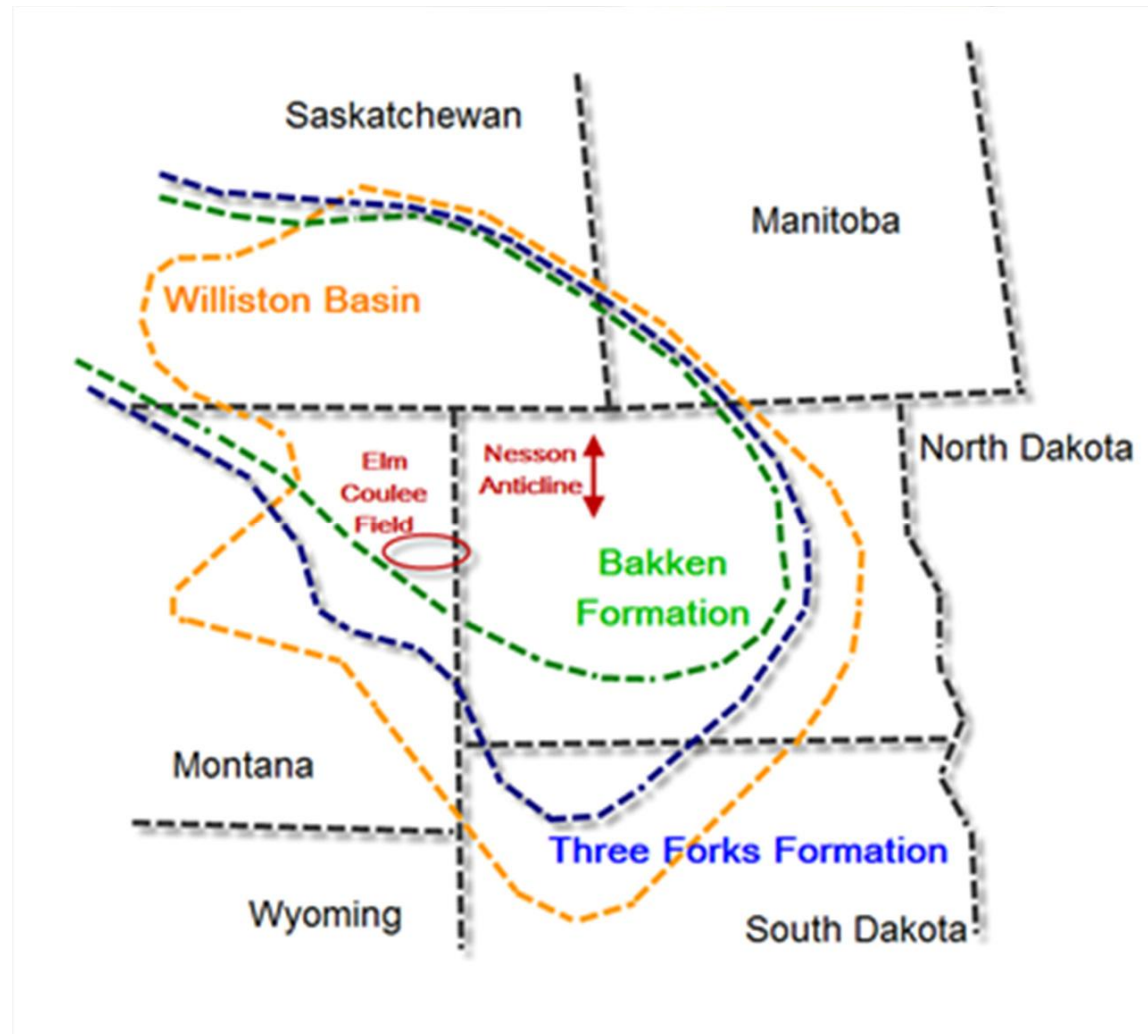 Saskatchewan
Manitoba
Williston Basin
North Dakota
Elm
Coulee
Field
Nesson
Anticline
Bakken
Formation
Montana
Three Forks Formation
Wyoming
South Dakota